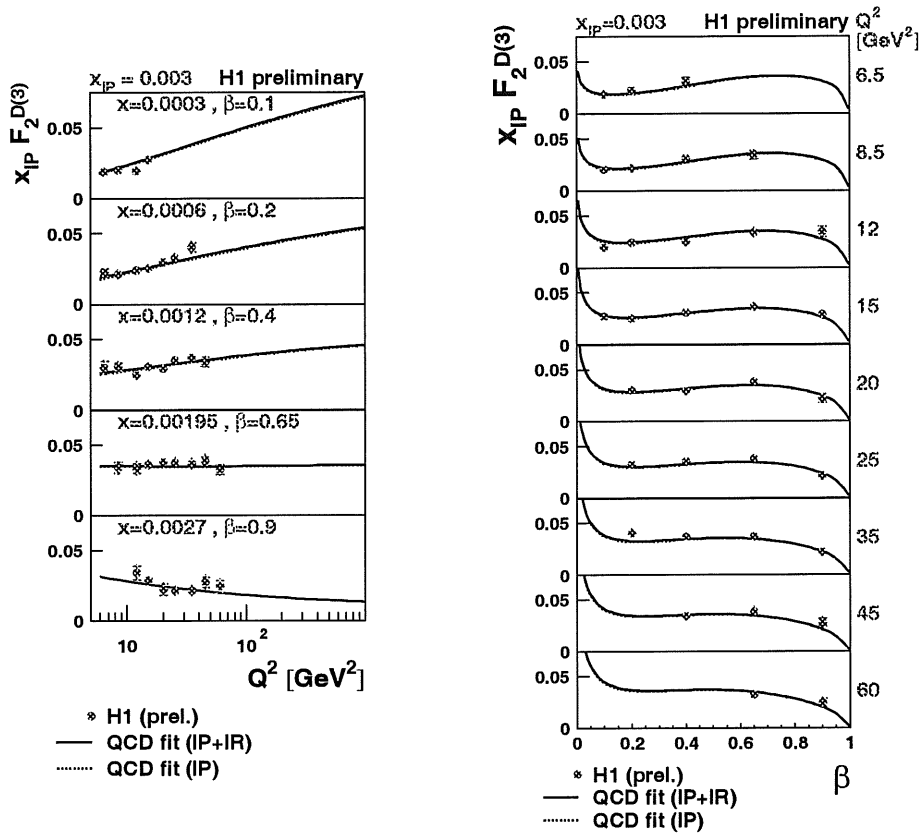 x_IP = 0.003 H1 preliminary
x_IP F_2^D(3)
x=0.0003 , β=0.1
0.05
0
x=0.0006 , β=0.2
0.05
0
x=0.0012, β=0.4
0.05
0
x=0.00195 , β=0.65
0.05
0
x=0.0027 , β=0.9
0.05
0
10
10^2
Q^2 [GeV^2]
H1 (prel.)
QCD fit (IP+IR)
QCD fit (IP)
x_IP=0.003 H1 preliminary Q^2
[GeV^2]
x_IP F_2^D(3)
0.05
6.5
0
0.05
8.5
0
0.05
12
0
0.05
15
0
0.05
20
0
0.05
25
0
0.05
35
0
0.05
45
0
0.05
60
0
0 0.2 0.4 0.6 0.8 1
β
H1 (prel.)
QCD fit (IP+IR)
QCD fit (IP)